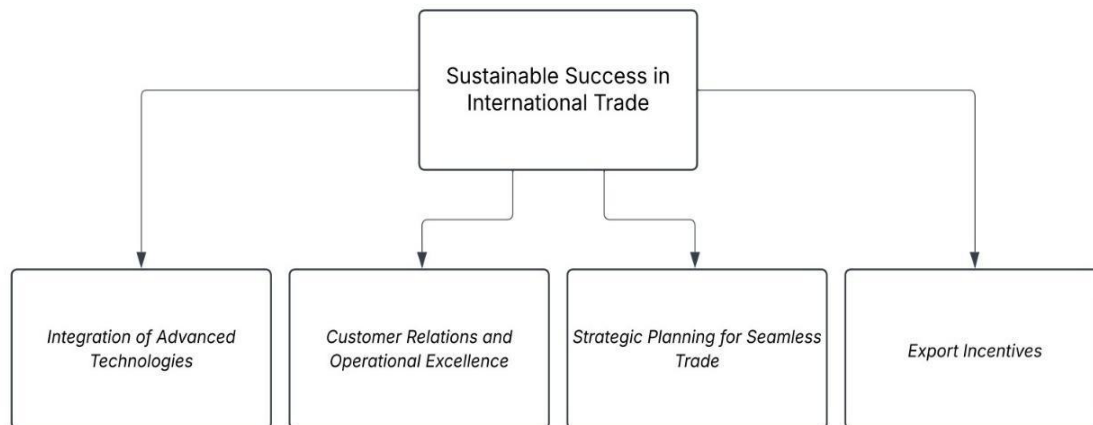 Sustainable Success in
International Trade
Integration of Advanced
Technologies
Customer Relations and
Operational Excellence
Strategic Planning for Seamless
Trade
Export Incentives